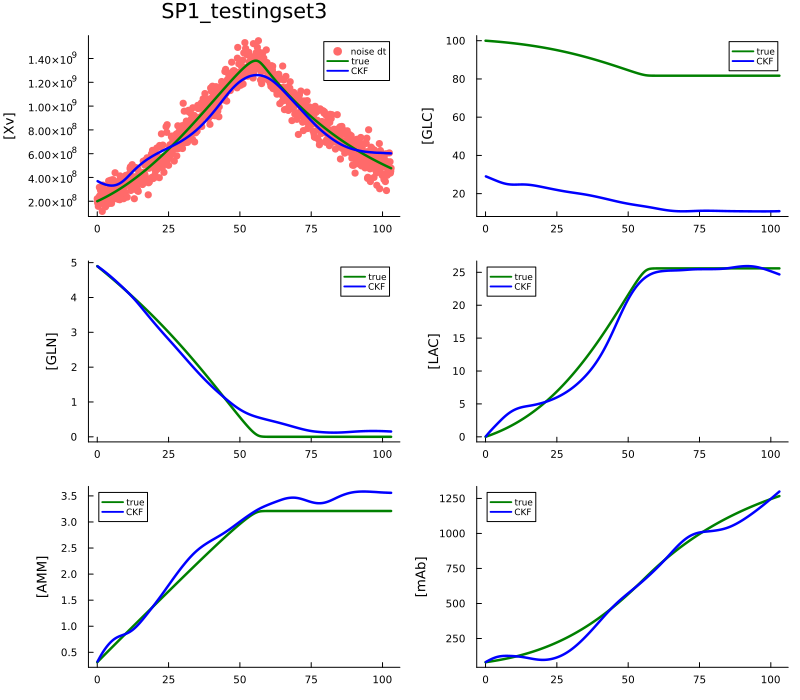 SP1_testingset3
[Xv]
1.40×10⁹
1.20×10⁹
1.00×10⁹
8.00×10⁸
6.00×10⁸
4.00×10⁸
2.00×10⁸
0 25 50 75 100
noise dt
true
CKF
[GLC]
100
80
60
40
20
0 25 50 75 100
true
CKF
[GLN]
5
4
3
2
1
0
0 25 50 75 100
true
CKF
[LAC]
25
20
15
10
5
0
0 25 50 75 100
true
CKF
[AMM]
3.5
3.0
2.5
2.0
1.5
1.0
0.5
0 25 50 75 100
true
CKF
[mAb]
1250
1000
750
500
250
0 25 50 75 100
true
CKF